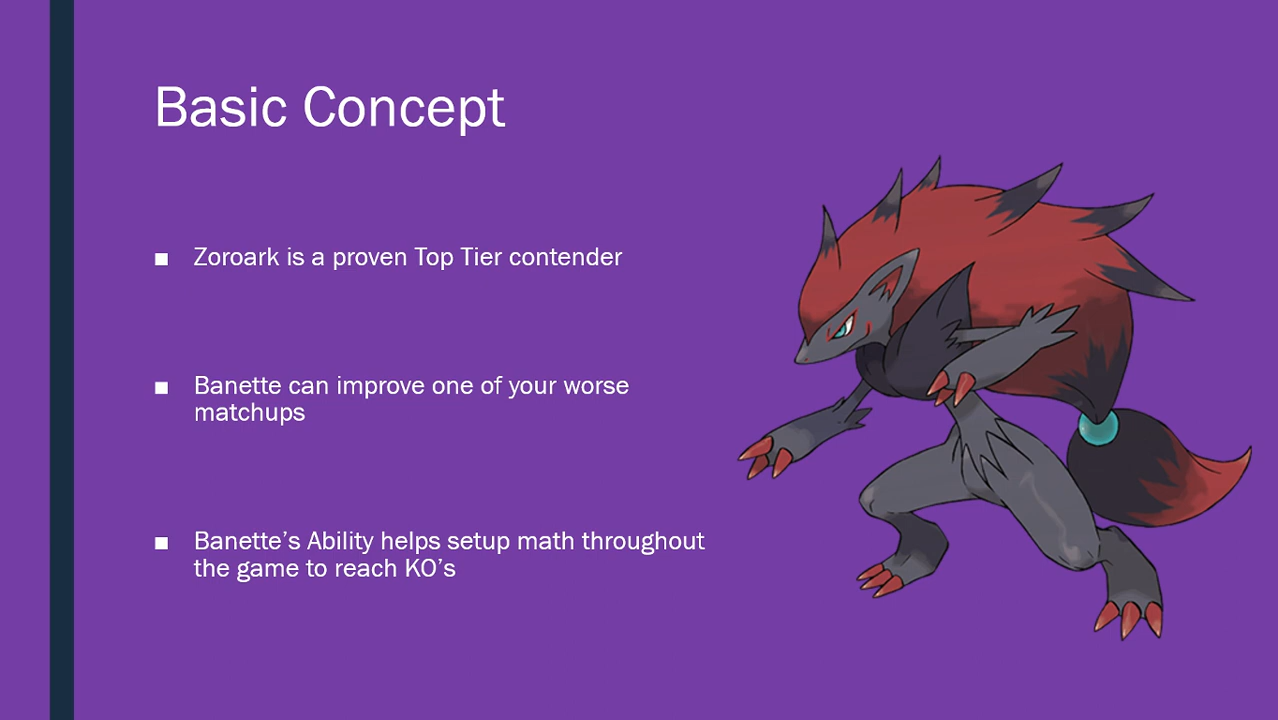 Basic Concept
▪ Zoroark is a proven Top Tier contender
▪ Banette can improve one of your worse
matchups
▪ Banette’s Ability helps setup math throughout
the game to reach KO’s